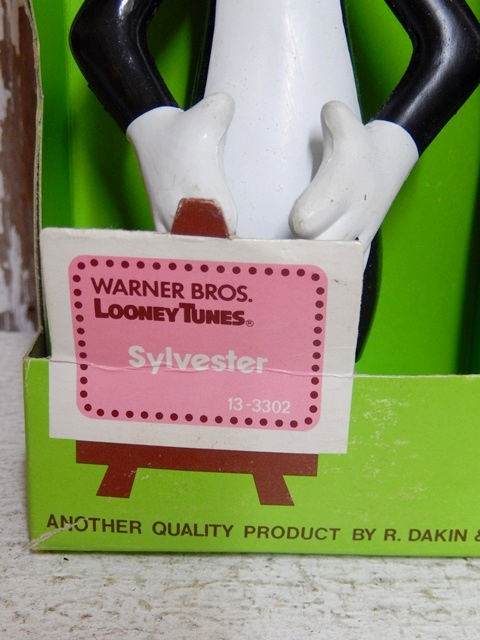 WARNER BROS.
LOONEY TUNES®
Sylvester
13-3302
ANOTHER QUALITY PRODUCT BY R. DAKIN &